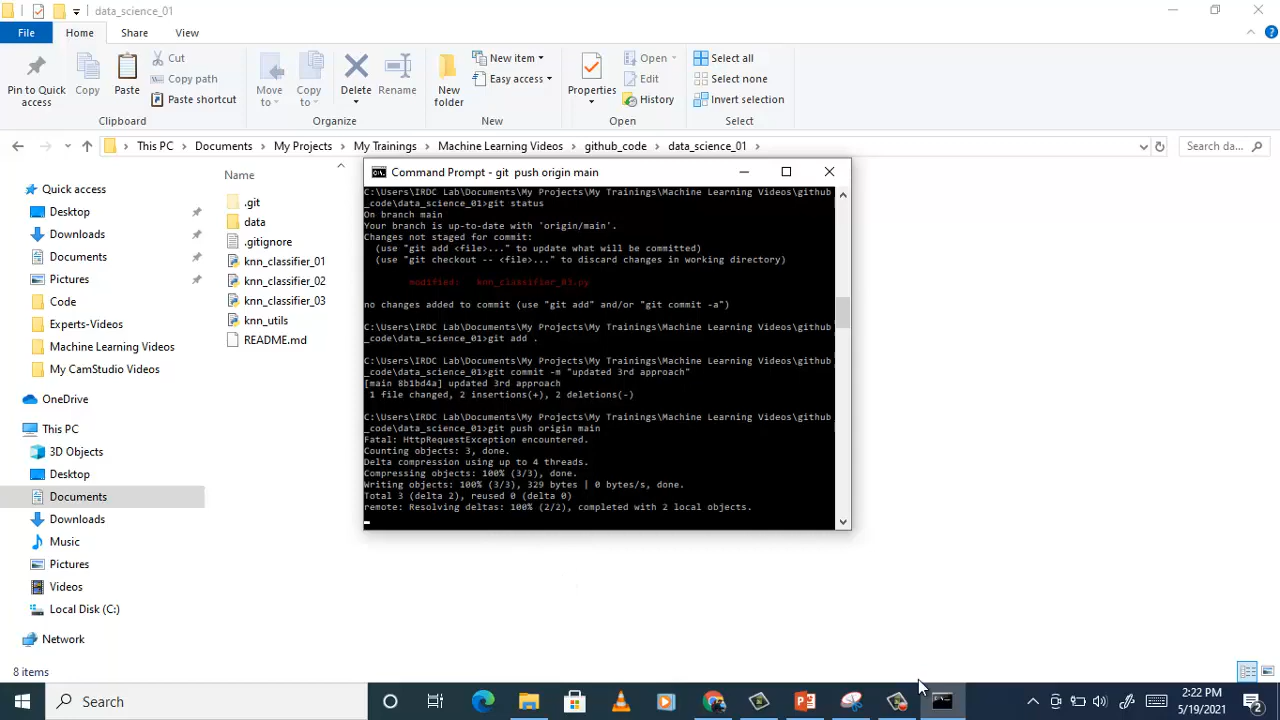 data_science_01
File
Home
Share
View
Pin to Quick access
Copy
Paste
Cut
Copy path
Paste shortcut
Clipboard
Move to
Copy to
Delete
Rename
Organize
New folder
New item
Easy access
New
Properties
Open
Edit
History
Open
Select all
Select none
Invert selection
Select
This PC > Documents > My Projects > My Trainings > Machine Learning Videos > github_code > data_science_01 >
Search da...
Quick access
Desktop
Downloads
Documents
Pictures
Code
Experts-Videos
Machine Learning Videos
My CamStudio Videos
OneDrive
This PC
3D Objects
Desktop
Documents
Downloads
Music
Pictures
Videos
Local Disk (C:)
Network
Name
.git
data
.gitignore
knn_classifier_01
knn_classifier_02
knn_classifier_03
knn_utils
README.md
Command Prompt - git  push origin main
C:\Users\IRDC Lab\Documents\My Projects\My Trainings\Machine Learning Videos\github
_code\data_science_01>git status
On branch main
Your branch is up-to-date with 'origin/main'.
Changes not staged for commit:
(use "git add <file>..." to update what will be committed)
(use "git checkout -- <file>..." to discard changes in working directory)
modified:   knn_classifier_03.py
no changes added to commit (use "git add" and/or "git commit -a")
C:\Users\IRDC Lab\Documents\My Projects\My Trainings\Machine Learning Videos\github
_code\data_science_01>git add .
C:\Users\IRDC Lab\Documents\My Projects\My Trainings\Machine Learning Videos\github
_code\data_science_01>git commit -m "updated 3rd approach"
[main 8b1bd4a] updated 3rd approach
1 file changed, 2 insertions(+), 2 deletions(-)
C:\Users\IRDC Lab\Documents\My Projects\My Trainings\Machine Learning Videos\github
_code\data_science_01>git push origin main
Fatal: HttpRequestException encountered.
Counting objects: 3, done.
Delta compression using up to 4 threads.
Compressing objects: 100% (3/3), done.
Writing objects: 100% (3/3), 329 bytes | 0 bytes/s, done.
Total 3 (delta 2), reused 0 (delta 0)
remote: Resolving deltas: 100% (2/2), completed with 2 local objects.
8 items
Search
2:22 PM
5/19/2021
2